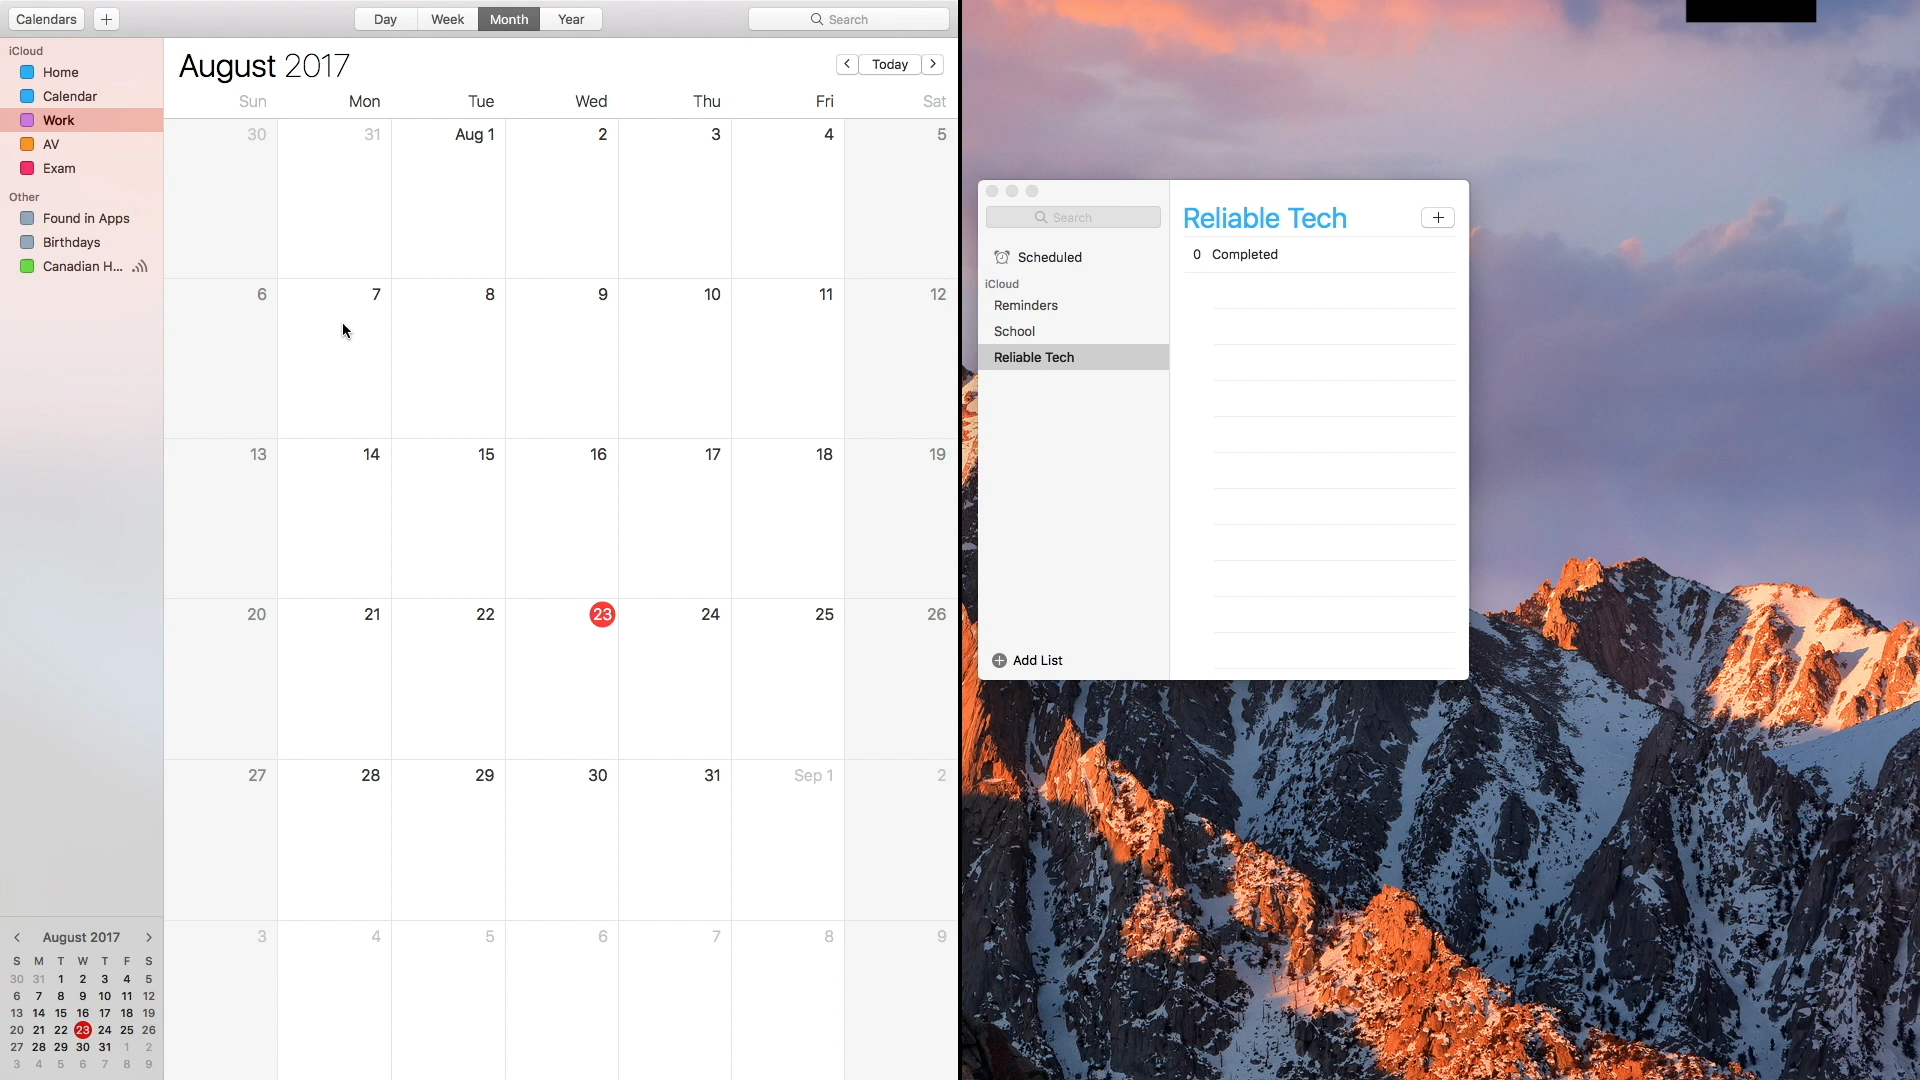 Calendars + Day Week Month Year Search
iCloud
Home
Calendar
Work
AV
Exam
Other
Found in Apps
Birthdays
Canadian H...
August 2017
S M T W T F S
30 31 1 2 3 4 5
6 7 8 9 10 11 12
13 14 15 16 17 18 19
20 21 22 23 24 25 26
27 28 29 30 31 1 2
3 4 5 6 7 8 9
August 2017
Today
Sun Mon Tue Wed Thu Fri Sat
30 31 Aug 1 2 3 4 5
6 7 8 9 10 11 12
13 14 15 16 17 18 19
20 21 22 23 24 25 26
27 28 29 30 31 Sep 1 2
3 4 5 6 7 8 9
Search
Scheduled
iCloud
Reminders
School
Reliable Tech
Add List
Reliable Tech +
0 Completed